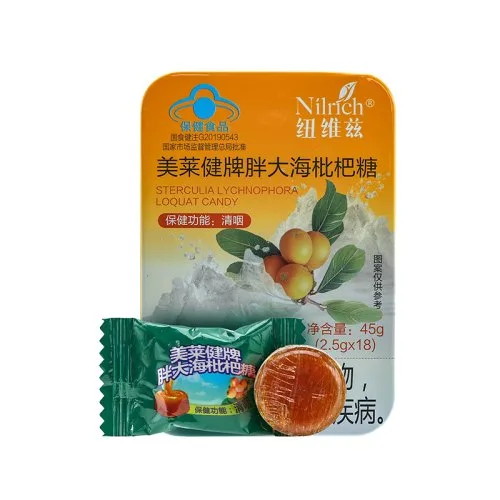 Nilrich®
纽维兹
保健食品
国食健注G20190543
国家市场监督管理总局批准
美莱健牌胖大海枇杷糖
STERCULIA LYCHNOPHORA
LOQUAT CANDY
保健功能：清咽
图案仅供参考
净含量：45g
(2.5g×18)
物，
疾病。
美莱健牌
胖大海枇杷糖
保健功能：清